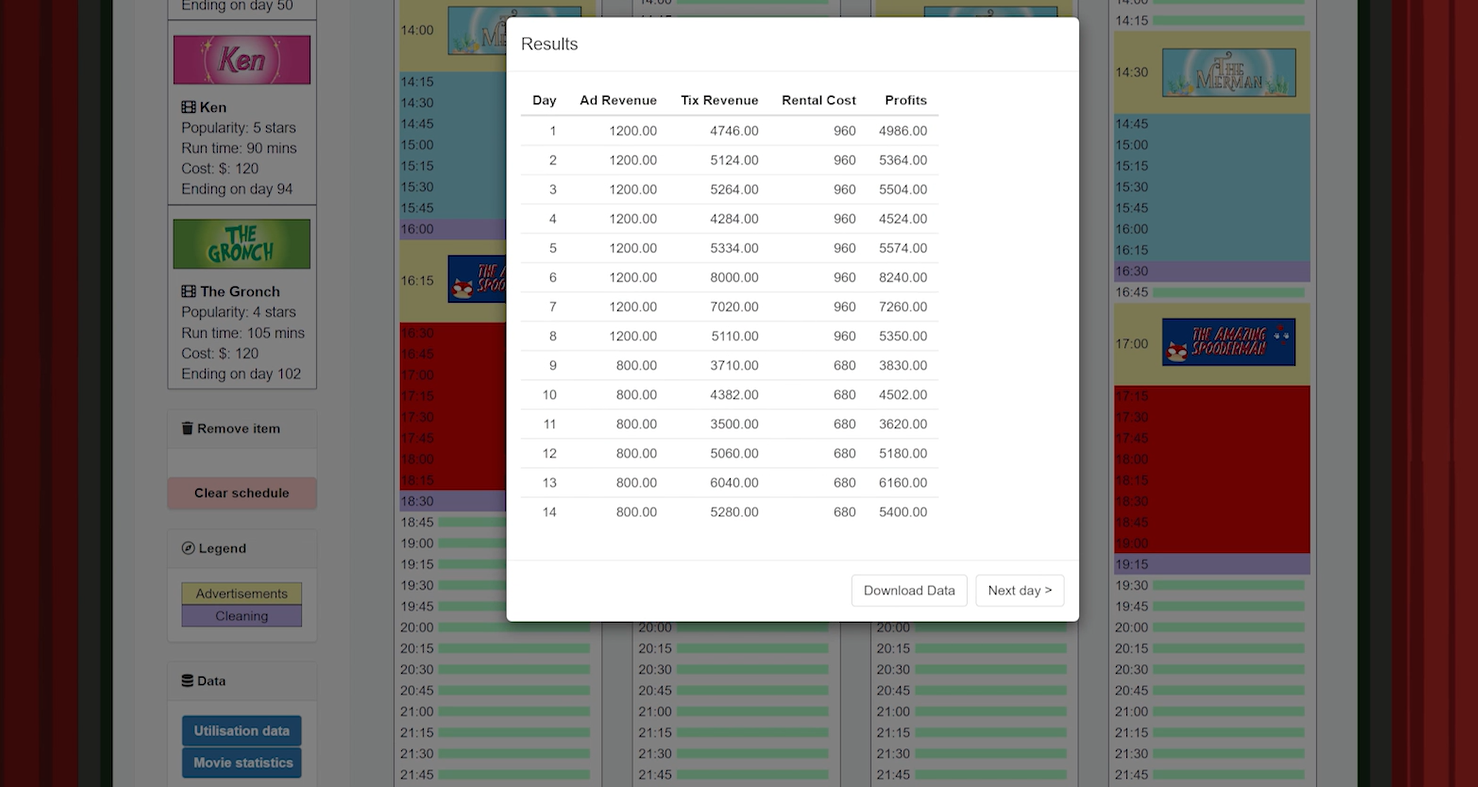 Ending on day 50
Ken
Ken
Popularity: 5 stars
Run time: 90 mins
Cost: $: 120
Ending on day 94
THE GRONCH
The Gronch
Popularity: 4 stars
Run time: 105 mins
Cost: $: 120
Ending on day 102
Remove item
Clear schedule
Legend
Advertisements
Cleaning
Data
Utilisation data
Movie statistics
14:00
14:15
14:30
14:45
15:00
15:15
15:30
15:45
16:00
16:15
16:30
16:45
17:00
17:15
17:30
17:45
18:00
18:15
18:30
18:45
19:00
19:15
19:30
19:45
20:00
20:15
20:30
20:45
21:00
21:15
21:30
21:45
Results
Day Ad Revenue Tix Revenue Rental Cost Profits
1 1200.00 4746.00 960 4986.00
2 1200.00 5124.00 960 5364.00
3 1200.00 5264.00 960 5504.00
4 1200.00 4284.00 960 4524.00
5 1200.00 5334.00 960 5574.00
6 1200.00 8000.00 960 8240.00
7 1200.00 7020.00 960 7260.00
8 1200.00 5110.00 960 5350.00
9 800.00 3710.00 680 3830.00
10 800.00 4382.00 680 4502.00
11 800.00 3500.00 680 3620.00
12 800.00 5060.00 680 5180.00
13 800.00 6040.00 680 6160.00
14 800.00 5280.00 680 5400.00
Download Data Next day >
20:00
20:15
20:30
20:45
21:00
21:15
21:30
21:45
20:00
20:15
20:30
20:45
21:00
21:15
21:30
21:45
14:00
14:15
14:30 THE MERMAN
14:45
15:00
15:15
15:30
15:45
16:00
16:15
16:30
16:45
17:00 THE AMAZING SPOODERMAN
17:15
17:30
17:45
18:00
18:15
18:30
18:45
19:00
19:15
19:30
19:45
20:00
20:15
20:30
20:45
21:00
21:15
21:30
21:45